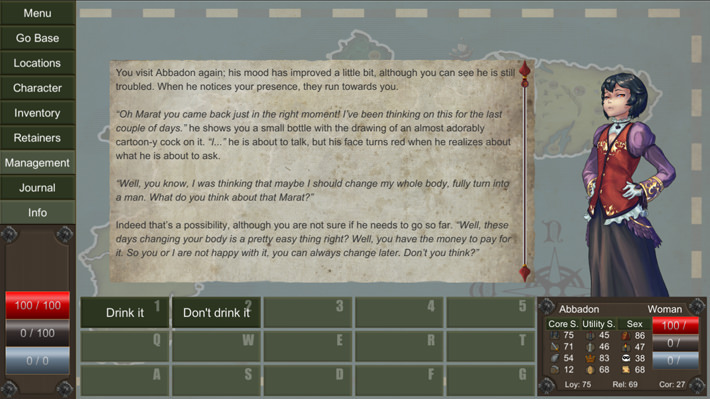 Menu
Go Base
Locations
Character
Inventory
Retainers
Management
Journal
Info
You visit Abbadon again; his mood has improved a little bit, although you can see he is still
troubled. When he notices your presence, they run towards you.
“Oh Marat you came back just in the right moment! I've been thinking on this for the last
couple of days.” he shows you a small bottle with the drawing of an almost adorably
cartoon-y cock on it. “I...” he is about to talk, but his face turns red when he realizes about
what he is about to ask.
“Well, you know, I was thinking that maybe I should change my whole body, fully turn into
a man. What do you think about that Marat?”
Indeed that's a possibility, although you are not sure if he needs to go so far. “Well, these
days changing your body is a pretty easy thing right? Well, you have the money to pay for
it. So you or I are not happy with it, you can always change later. Don't you think?”
100 / 100
0 / 100
0 / 0
Drink it 1
Don't drink it 2
3
4
5
Q
W
E
R
T
A
S
D
F
G
Abbadon Woman
Core S. Utility S. Sex
75 45 86
71 46 47
54 83 38
12 68 68
100 /
0 /
0 /
Loy: 75 Rel: 69 Cor: 27